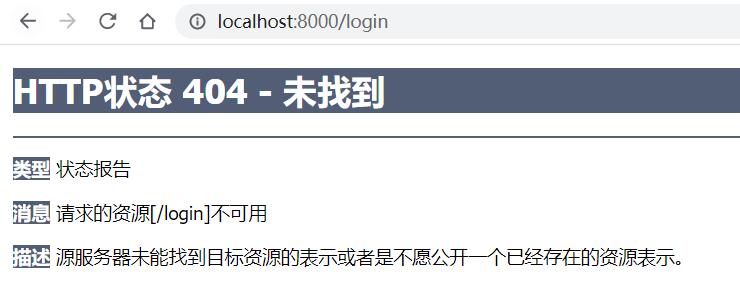 localhost:8000/login
HTTP状态 404 - 未找到
类型 状态报告
消息 请求的资源[/login]不可用
描述 源服务器未能找到目标资源的表示或者是不愿公开一个已经存在的资源表示。